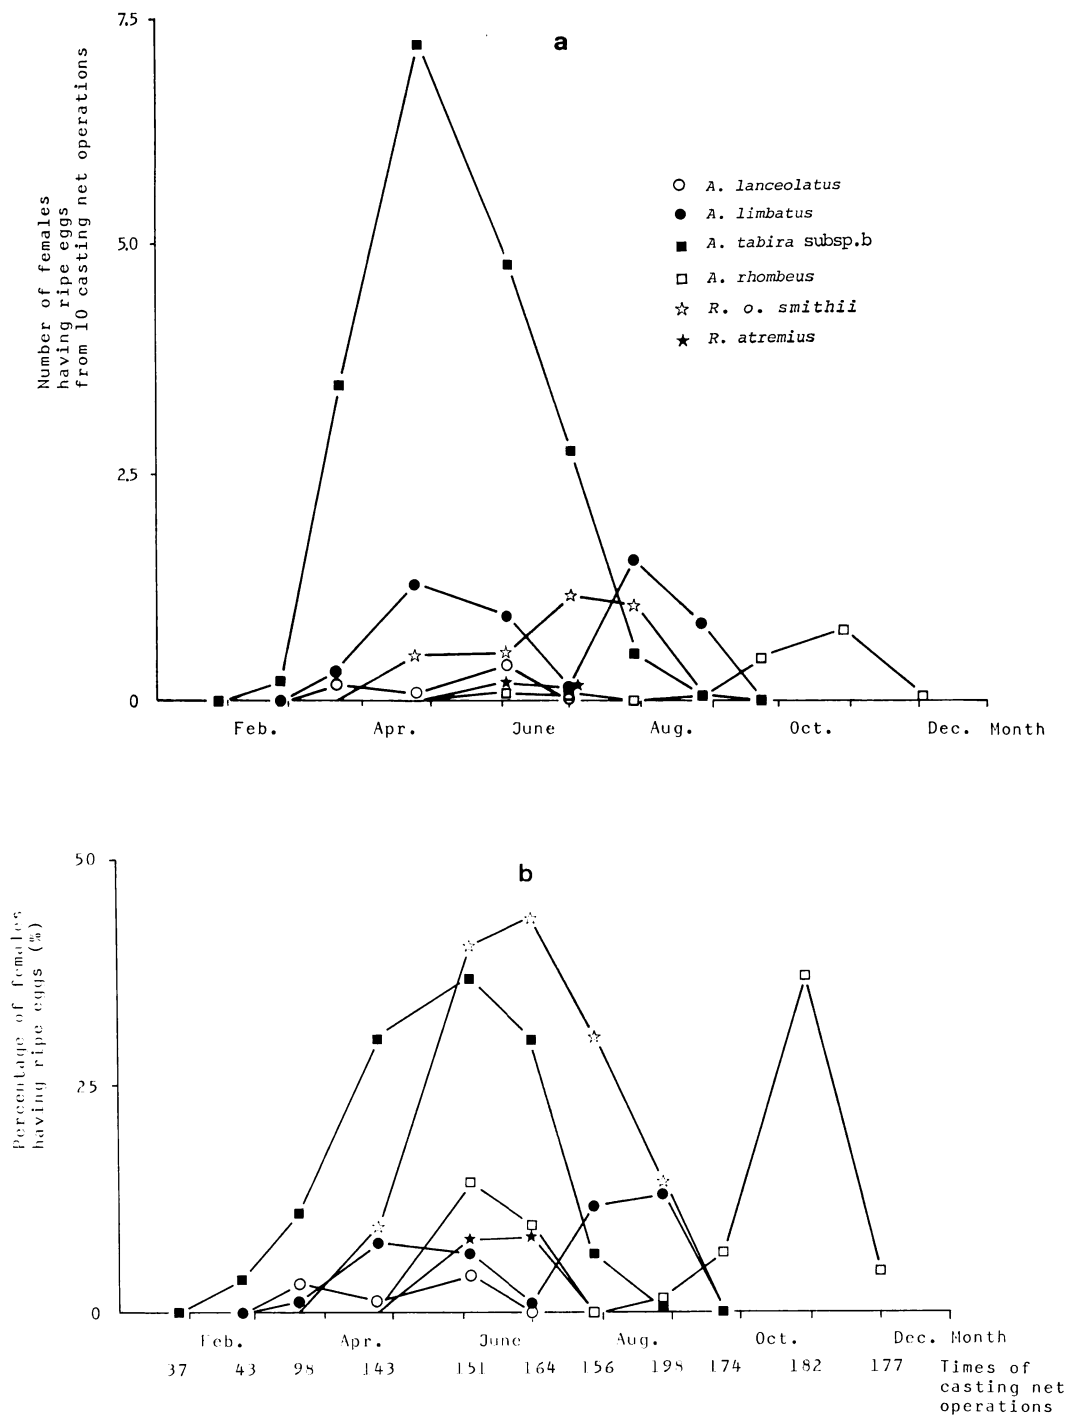 7.5
a
Number of females
having ripe eggs
from 10 casting net operations
A. lanceolatus
A. limbatus
A. tabira subsp.b
A. rhombeus
R. o. smithii
R. atremius
5.0
2.5
0
Feb. Apr. June Aug. Oct. Dec. Month
50
b
Percentage of females
having ripe eggs (%)
25
0
Feb. Apr. June Aug. Oct. Dec. Month
37 43 98 143 151 164 156 198 174 182 177 Times of
casting net
operations